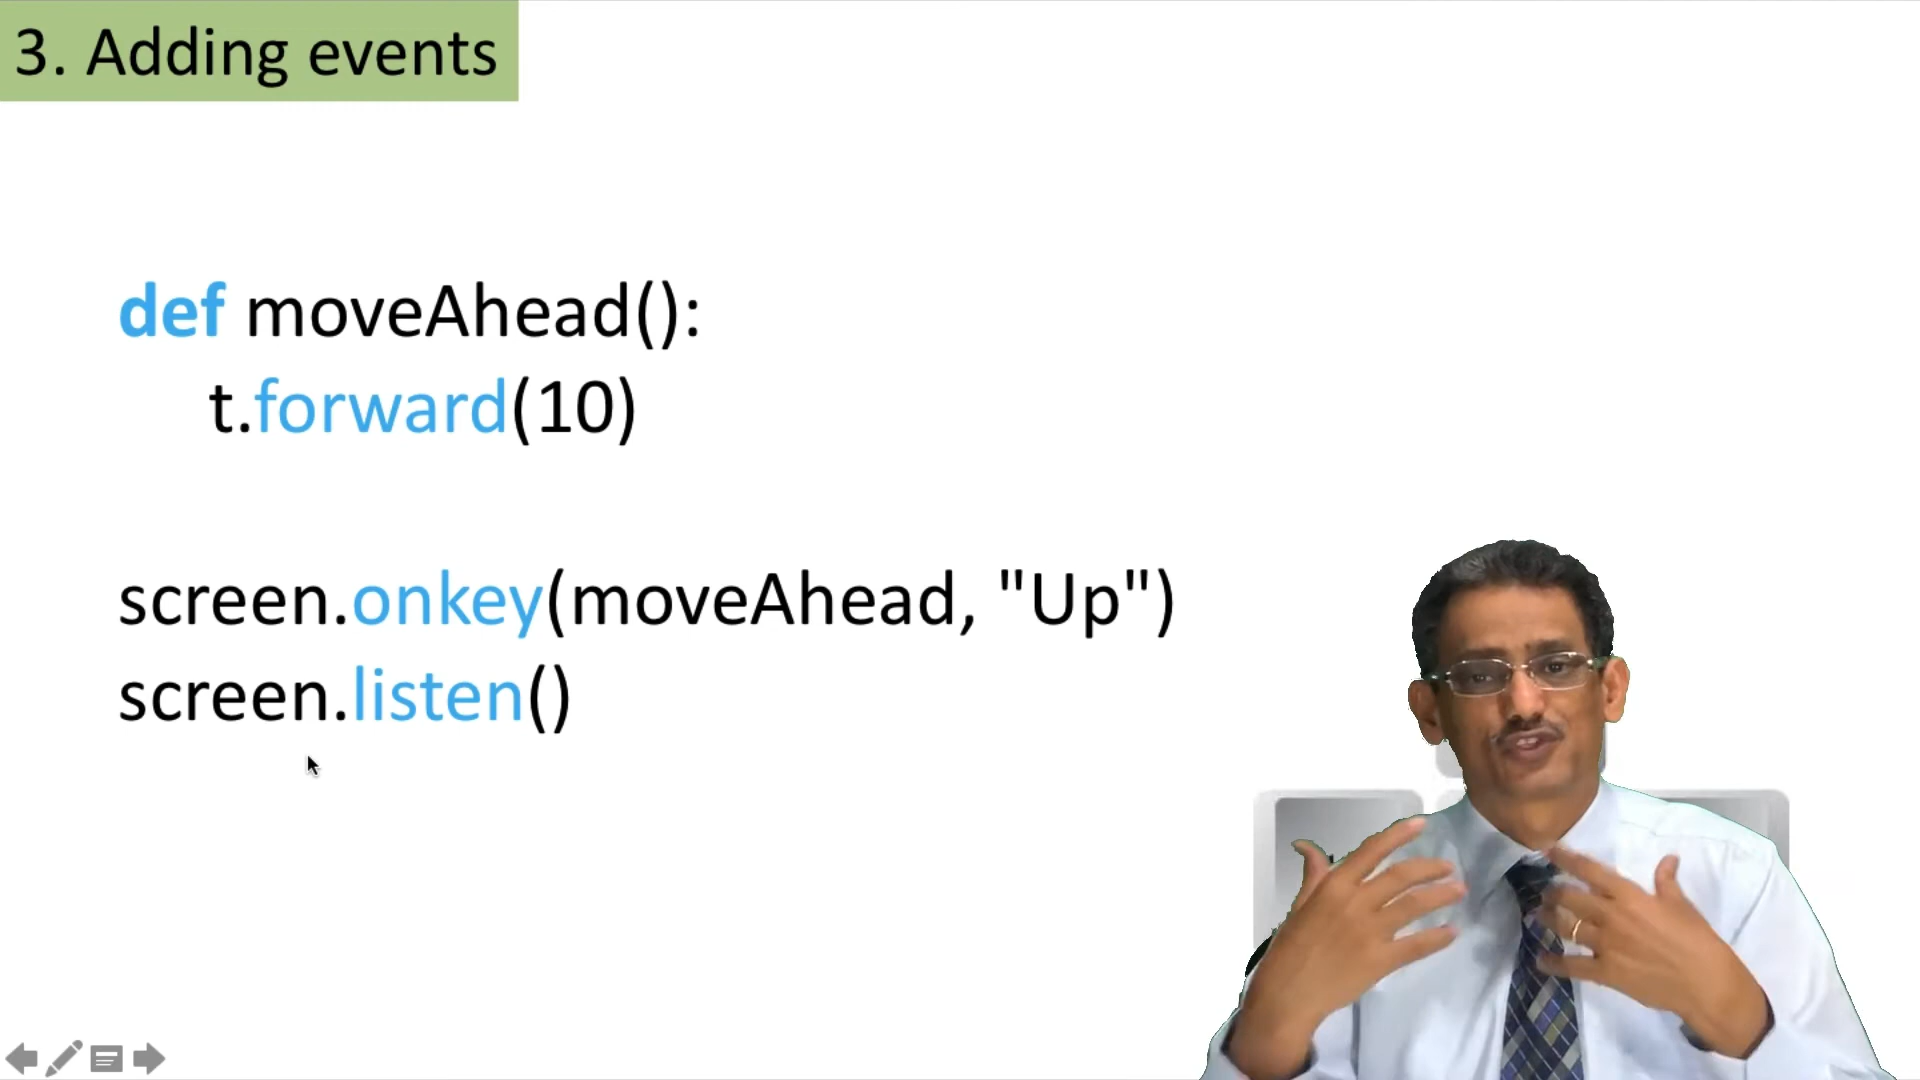 3. Adding events
def moveAhead():
t.forward(10)
screen.onkey(moveAhead, "Up")
screen.listen()